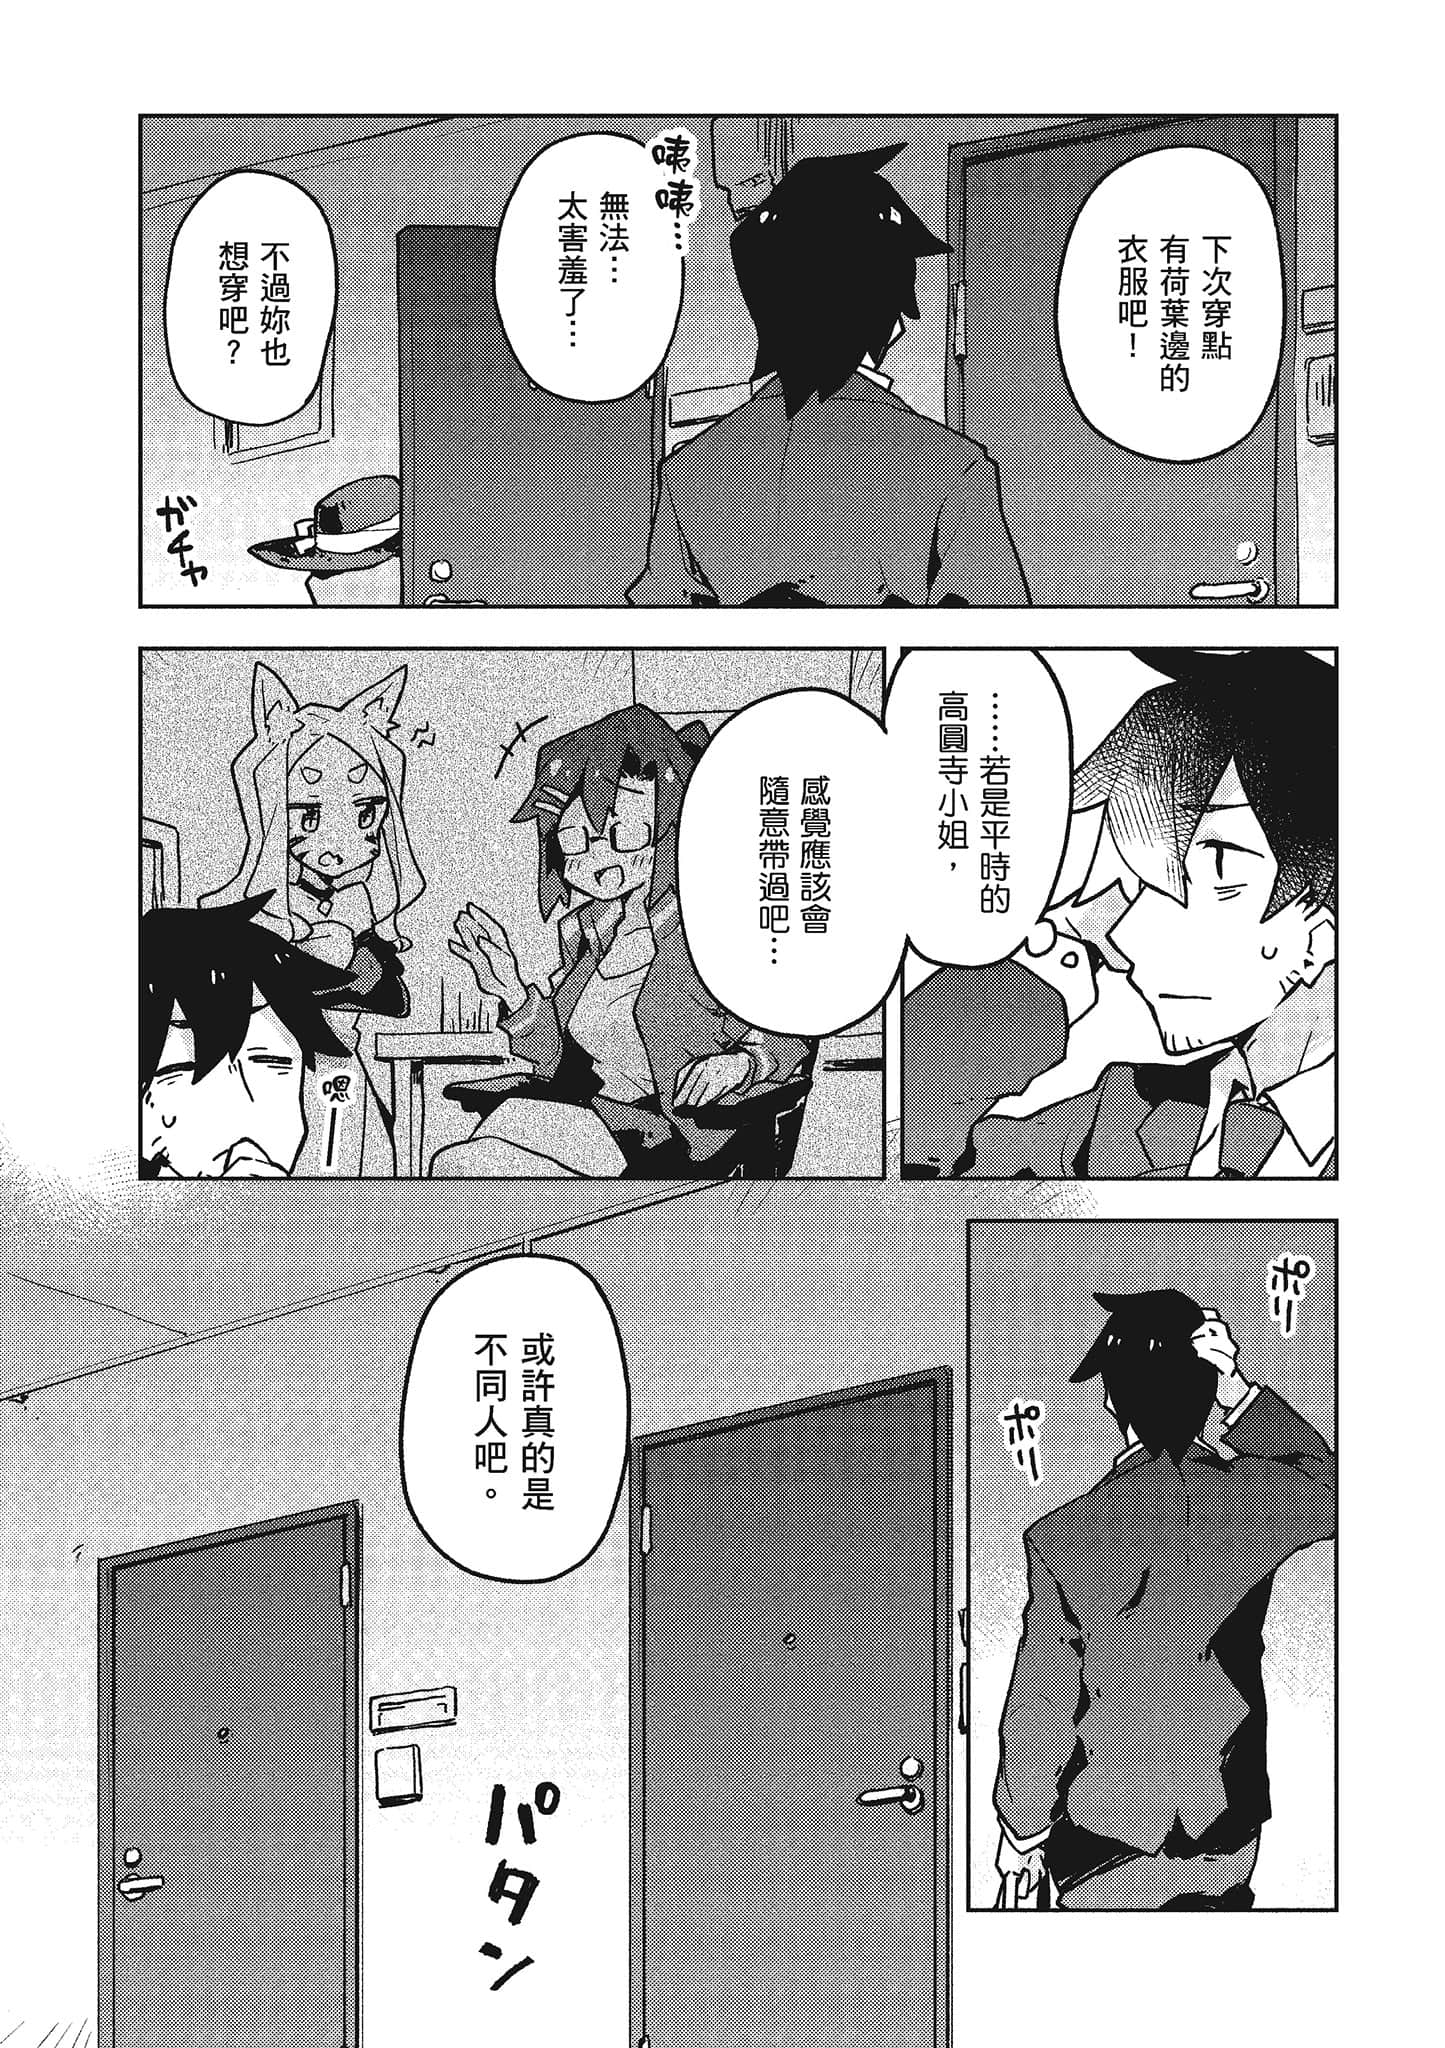 下次穿點
有荷葉邊的
衣服吧！
咦咦…
無法…
太害羞了…
不過妳也
想穿吧？
ガチャ
……若是平時的
高圓寺小姐，
感覺應該會
隨意帶過吧…
嗯——
ポリー
ポリー
或許真的是
不同人吧。
パタン